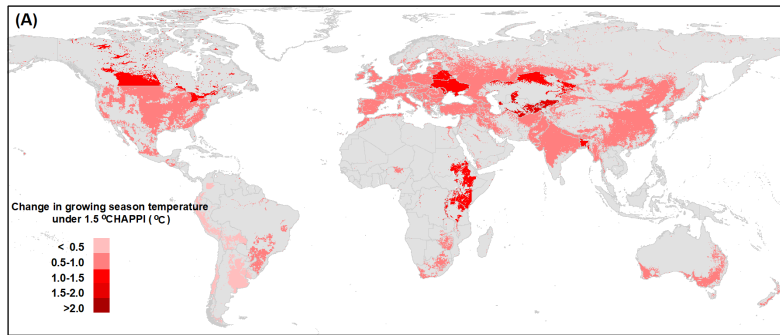 (A)
Change in growing season temperature
under 1.5 ºCHAPPI ( ºC)
< 0.5
0.5-1.0
1.0-1.5
1.5-2.0
>2.0